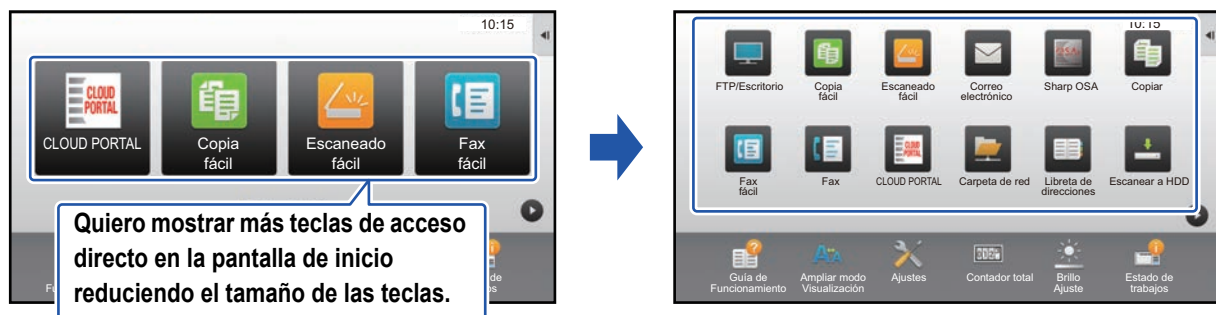 10:15
CLOUD PORTAL
CLOUD PORTAL
Copia fácil
Escaneado fácil
Fax fácil
Quiero mostrar más teclas de acceso
directo en la pantalla de inicio
reduciendo el tamaño de las teclas.
10:15
FTP/Escritorio
Copia fácil
Escaneado fácil
Correo electrónico
OSA
Sharp OSA
Copiar
Fax fácil
Fax
CLOUD PORTAL
CLOUD PORTAL
Carpeta de red
Libreta de direcciones
Escanear a HDD
Guía de Funcionamiento
Ampliar modo Visualización
Ajustes
Contador total
Brillo Ajuste
Estado de trabajos